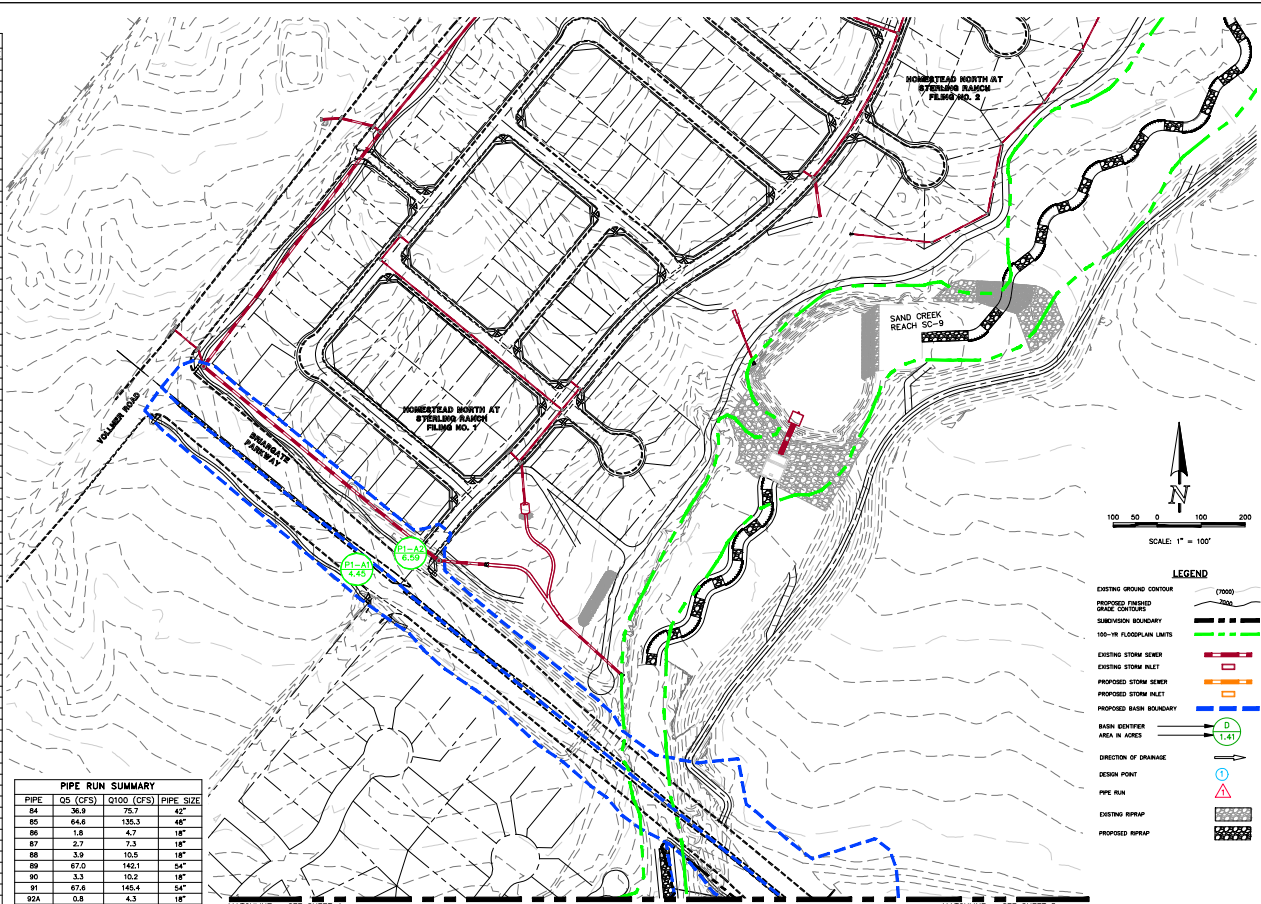 HOMESTEAD NORTH AT
STERLING RANCH
FILING NO. 2
SAND CREEK
REACH SC-9
VOLLMER ROAD
HOMESTEAD NORTH AT
STERLING RANCH
FILING NO. 1
BRIARGATE
PARKWAY
P1-A1
4.45
P1-A2
6.59
N
100 50 0 100 200
SCALE: 1" = 100'
LEGEND
EXISTING GROUND CONTOUR (7000)
PROPOSED FINISHED
GRADE CONTOURS 7000
SUBDIVISION BOUNDARY
100-YR FLOODPLAIN LIMITS
EXISTING STORM SEWER
EXISTING STORM INLET
PROPOSED STORM SEWER
PROPOSED STORM INLET
PROPOSED BASIN BOUNDARY
BASIN IDENTIFIER D
AREA IN ACRES 1.41
DIRECTION OF DRAINAGE
DESIGN POINT 1
PIPE RUN 1
EXISTING RIPRAP
PROPOSED RIPRAP
PIPE RUN SUMMARY
PIPE Q5 (CFS) Q100 (CFS) PIPE SIZE
84 36.9 75.7 42"
85 64.6 135.3 48"
86 1.8 4.7 18"
87 2.7 7.3 18"
88 3.9 10.5 18"
89 67.0 142.1 54"
90 3.3 10.2 18"
91 67.6 145.4 54"
92A 0.8 4.3 18"